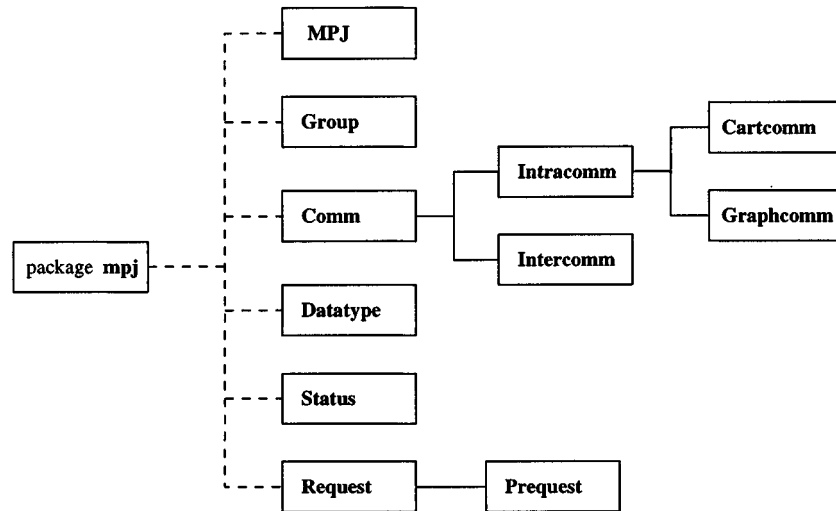 MPJ
Group
Cartcomm
Intracomm
Comm
Graphcomm
Intercomm
package mpj
Datatype
Status
Request
Prequest